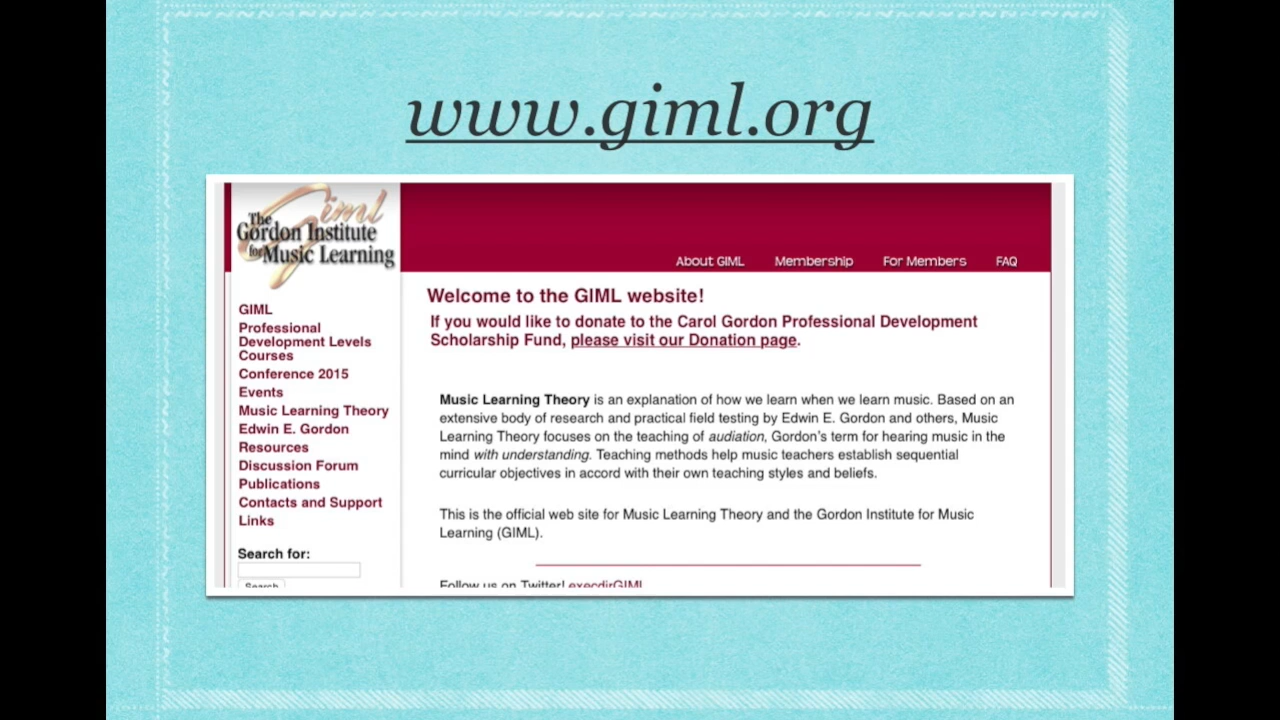 www.giml.org
Giml
The
Gordon Institute
for Music Learning
About GIML Membership For Members FAQ
GIML
Professional
Development Levels
Courses
Conference 2015
Events
Music Learning Theory
Edwin E. Gordon
Resources
Discussion Forum
Publications
Contacts and Support
Links
Search for:
Search
Welcome to the GIML website!
If you would like to donate to the Carol Gordon Professional Development
Scholarship Fund, please visit our Donation page.
Music Learning Theory is an explanation of how we learn when we learn music. Based on an
extensive body of research and practical field testing by Edwin E. Gordon and others, Music
Learning Theory focuses on the teaching of audiation, Gordon's term for hearing music in the
mind with understanding. Teaching methods help music teachers establish sequential
curricular objectives in accord with their own teaching styles and beliefs.
This is the official web site for Music Learning Theory and the Gordon Institute for Music
Learning (GIML).
Follow us on Twitter! execdirGIML